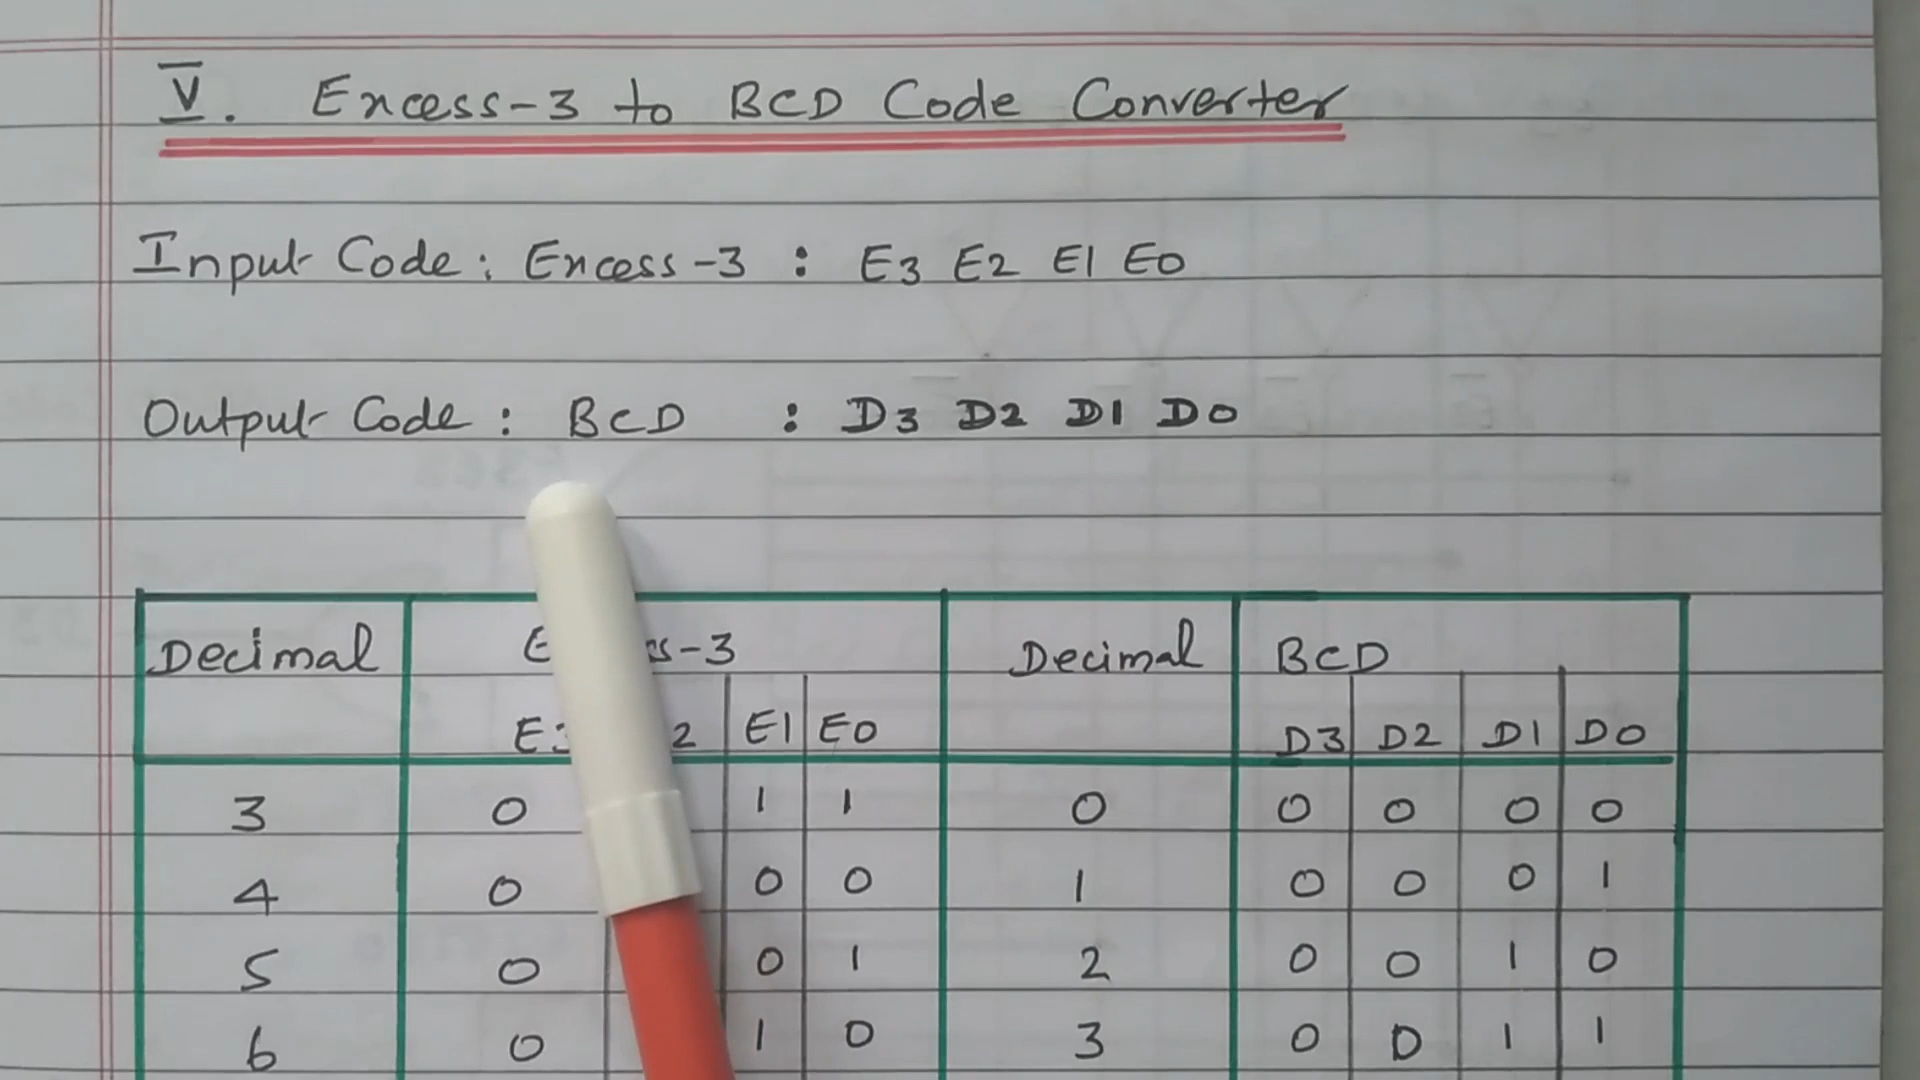 V. Excess-3 to BCD Code Converter
Input Code: Excess-3 : E3 E2 E1 E0
Output Code: BCD : D3 D2 D1 D0
Decimal -3 Decimal BCD
E1 E0 D3 D2 D1 D0
3 0 1 1 0 0 0 0 0
4 0 0 0 1 0 0 0 1
5 0 0 1 2 0 0 1 0
6 0 1 0 3 0 0 1 1